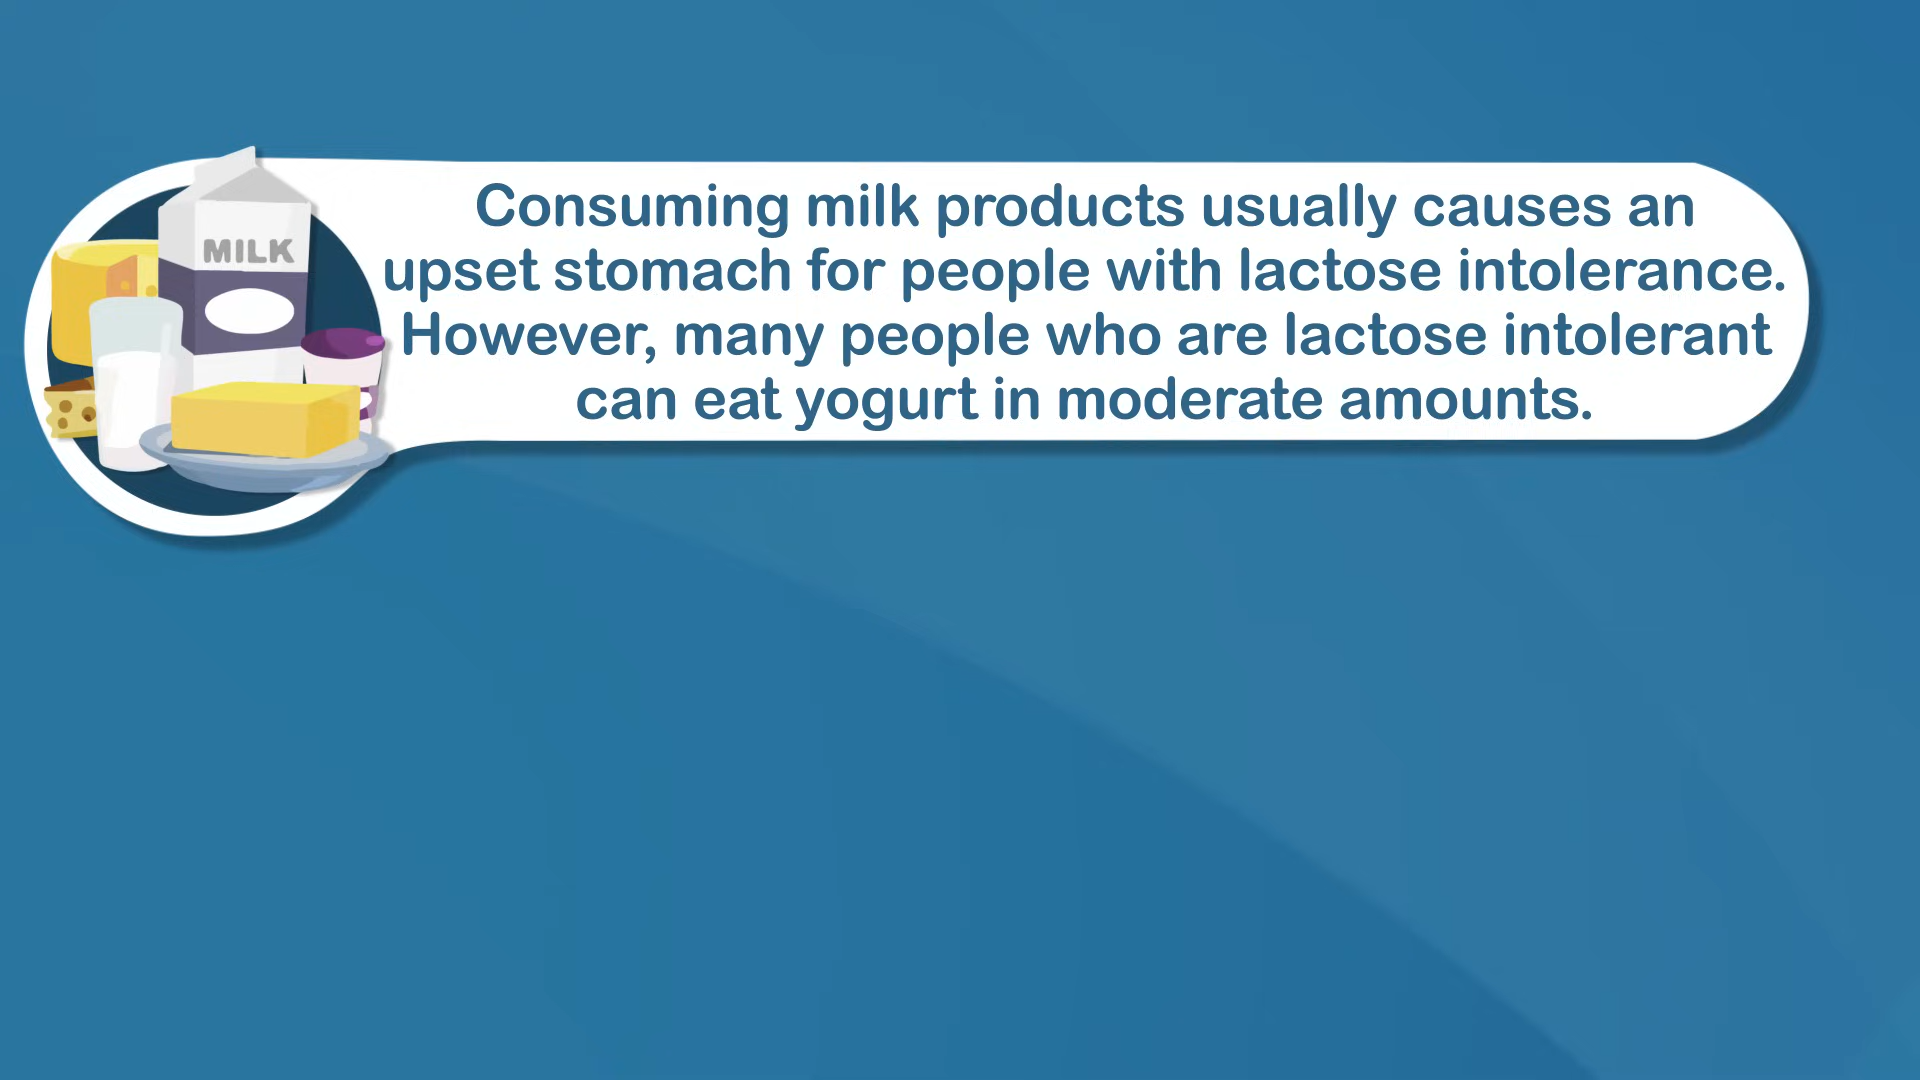 MILK
Consuming milk products usually causes an
upset stomach for people with lactose intolerance.
However, many people who are lactose intolerant
can eat yogurt in moderate amounts.